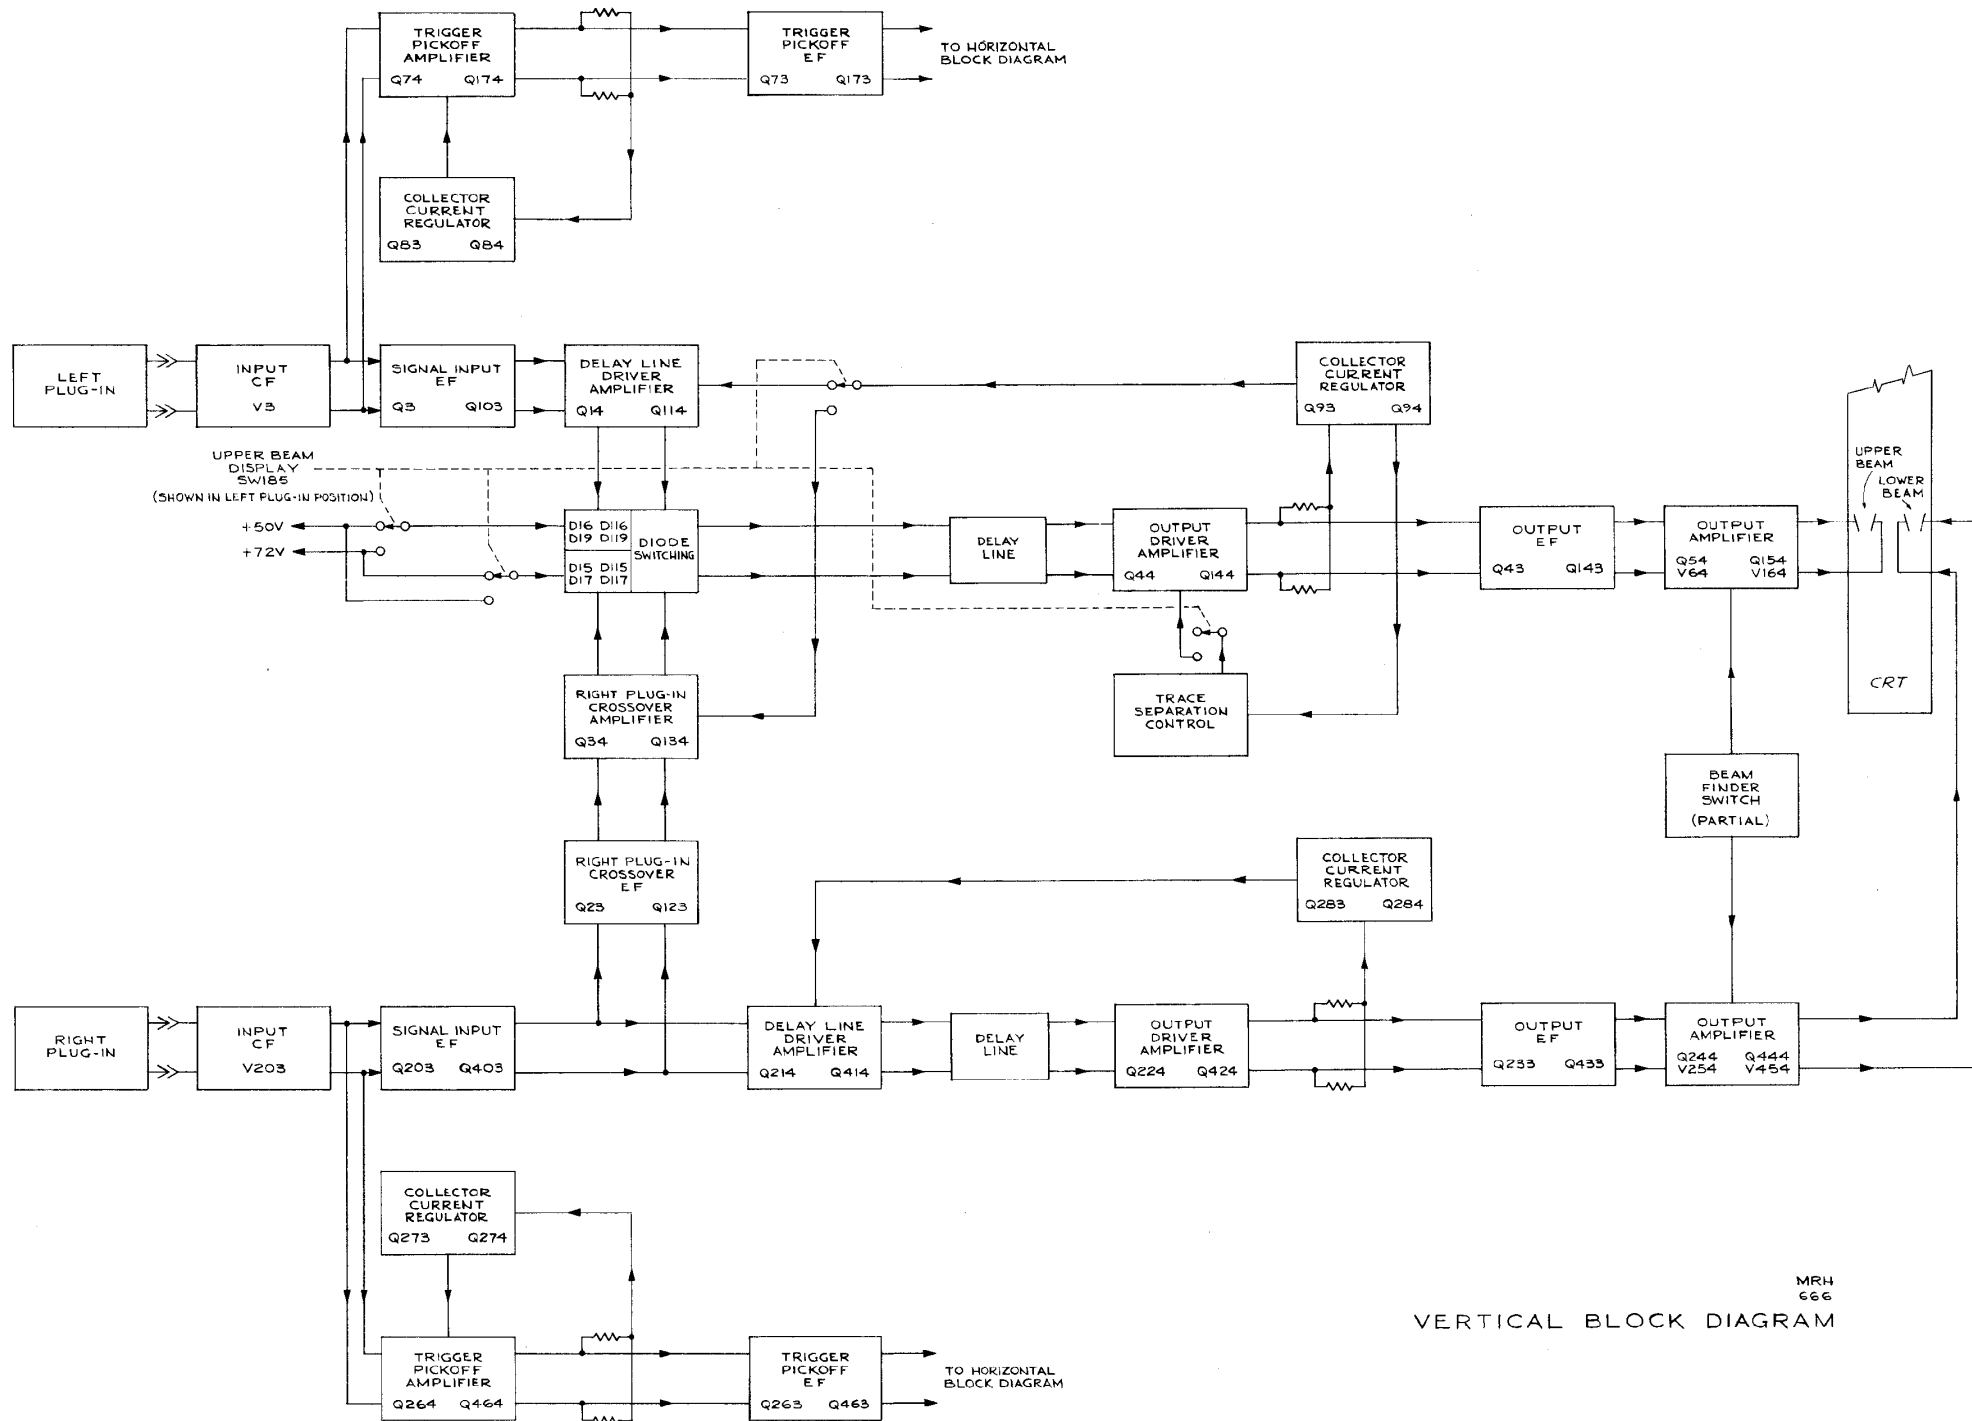 TRIGGER
PICKOFF
AMPLIFIER
Q74 Q174
TRIGGER
PICKOFF
EF
Q73 Q173
TO HORIZONTAL
BLOCK DIAGRAM
COLLECTOR
CURRENT
REGULATOR
Q83 Q84
LEFT
PLUG-IN
INPUT
CF
V3
SIGNAL INPUT
EF
Q3 Q103
DELAY LINE
DRIVER
AMPLIFIER
Q14 Q114
COLLECTOR
CURRENT
REGULATOR
Q93 Q94
UPPER BEAM
DISPLAY
SW185
(SHOWN IN LEFT PLUG-IN POSITION)
+50V
+72V
D16 D116
D19 D119
D15 D115
D17 D117
DIODE
SWITCHING
DELAY
LINE
OUTPUT
DRIVER
AMPLIFIER
Q44 Q144
OUTPUT
EF
Q43 Q143
OUTPUT
AMPLIFIER
Q54 Q154
V64 V164
UPPER
BEAM
LOWER
BEAM
CRT
RIGHT PLUG-IN
CROSSOVER
AMPLIFIER
Q34 Q134
TRACE
SEPARATION
CONTROL
BEAM
FINDER
SWITCH
(PARTIAL)
RIGHT PLUG-IN
CROSSOVER
EF
Q23 Q123
COLLECTOR
CURRENT
REGULATOR
Q283 Q284
RIGHT
PLUG-IN
INPUT
CF
V203
SIGNAL INPUT
EF
Q203 Q403
DELAY LINE
DRIVER
AMPLIFIER
Q214 Q414
DELAY
LINE
OUTPUT
DRIVER
AMPLIFIER
Q224 Q424
OUTPUT
EF
Q233 Q433
OUTPUT
AMPLIFIER
Q244 Q444
V254 V454
COLLECTOR
CURRENT
REGULATOR
Q273 Q274
TRIGGER
PICKOFF
AMPLIFIER
Q264 Q464
TRIGGER
PICKOFF
EF
Q263 Q463
TO HORIZONTAL
BLOCK DIAGRAM
MRH
666
VERTICAL BLOCK DIAGRAM